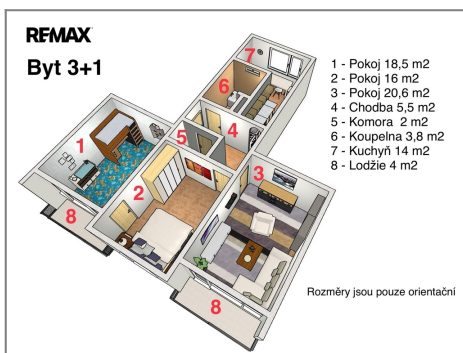 RE/MAX
Byt 3+1
1 - Pokoj 18,5 m2
2 - Pokoj 16 m2
3 - Pokoj 20,6 m2
4 - Chodba 5,5 m2
5 - Komora  2 m2
6 - Koupelna 3,8 m2
7 - Kuchyň 14 m2
8 - Lodžie 4 m2
7
6
4
5
1
2
3
8
8
Rozměry jsou pouze orientační